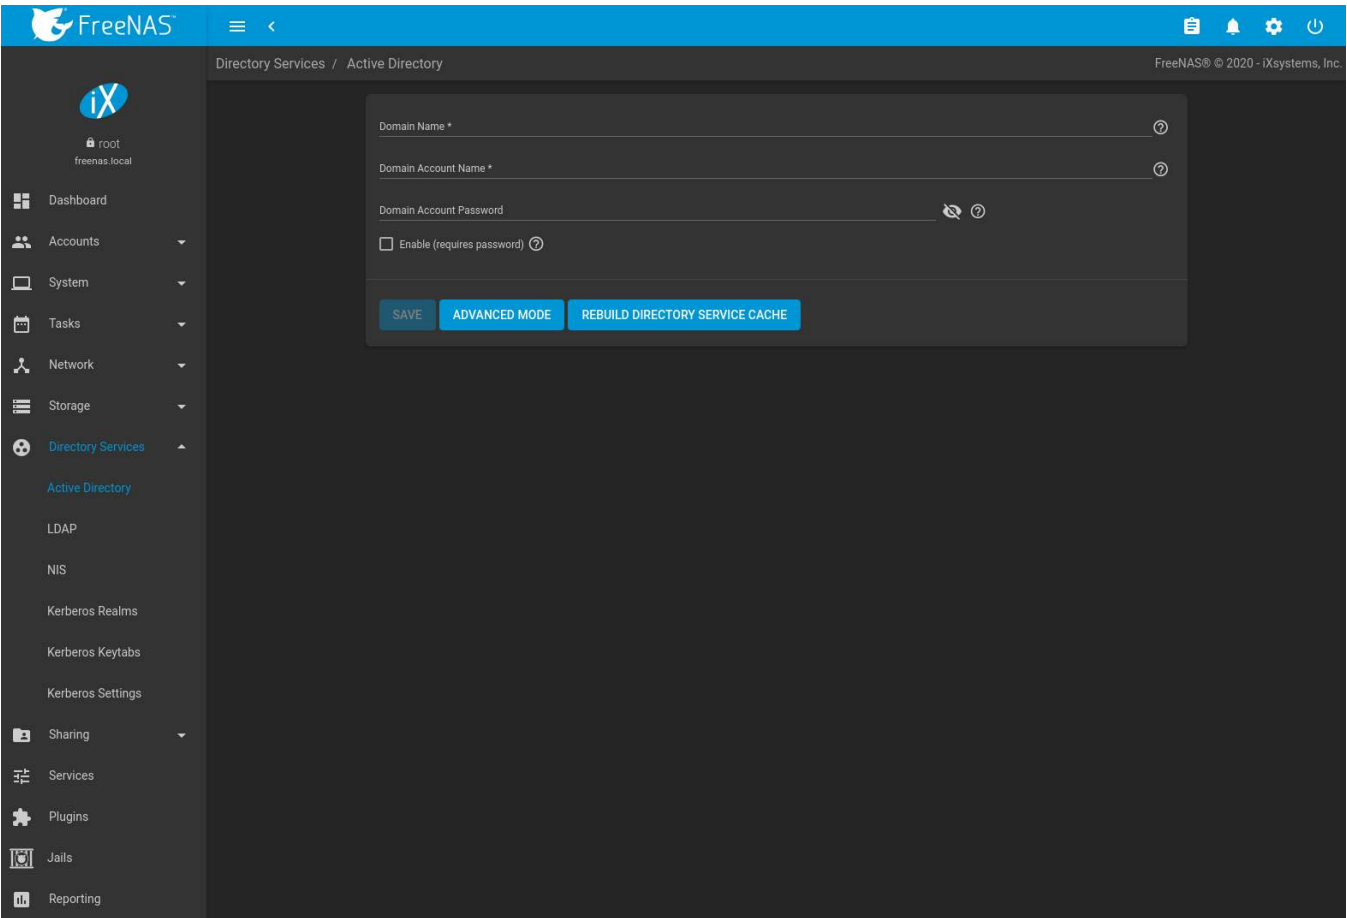 FreeNAS™
Directory Services / Active Directory
FreeNAS® © 2020 - iXsystems, Inc.
iX
root
freenas.local
Dashboard
Accounts
System
Tasks
Network
Storage
Directory Services
Active Directory
LDAP
NIS
Kerberos Realms
Kerberos Keytabs
Kerberos Settings
Sharing
Services
Plugins
Jails
Reporting
Domain Name *
Domain Account Name *
Domain Account Password
Enable (requires password)
SAVE ADVANCED MODE REBUILD DIRECTORY SERVICE CACHE